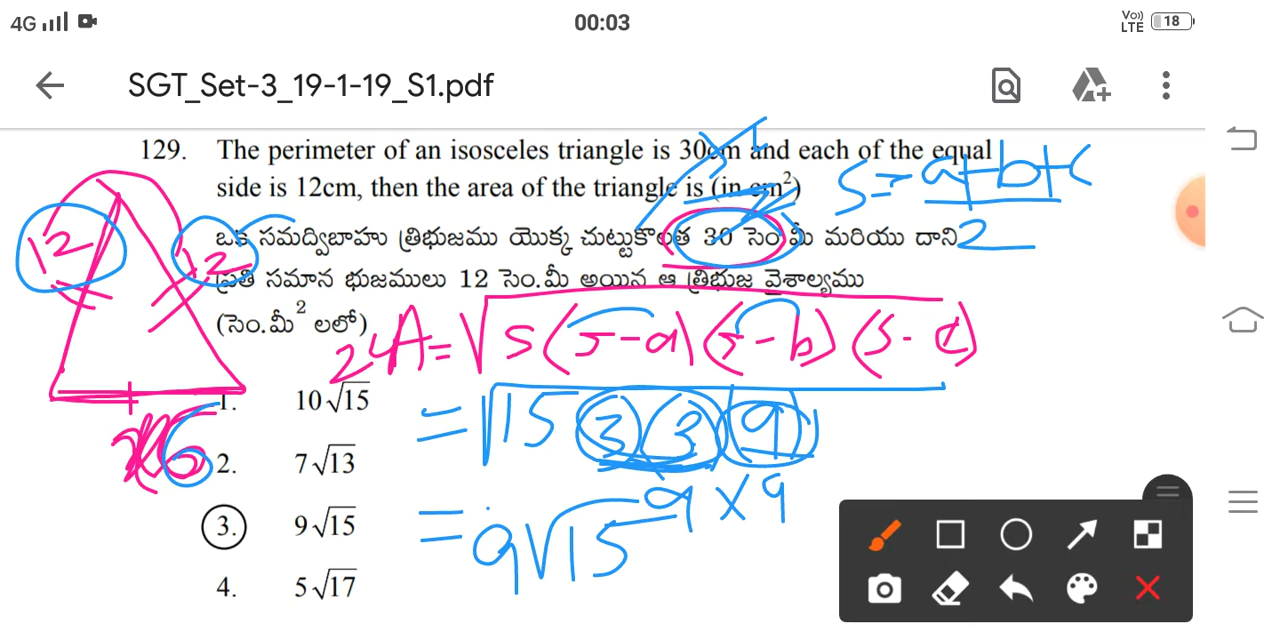 4G 00:03 Vo)) LTE 18
SGT_Set-3_19-1-19_S1.pdf
129. The perimeter of an isosceles triangle is 30cm and each of the equal
side is 12cm, then the area of the triangle is (in cm²)
S = a+b+c
2
ఒక సమద్విబాహు త్రిభుజము యొక్క చుట్టుకొలత 30 సెం.మీ మరియు దాని
ప్రతి సమాన భుజములు 12 సెం.మీ అయిన ఆ త్రిభుజ వైశాల్యము
(సెం.మీ² లలో)
12 12
A = √S(S-a)(S-b)(S-c)
24
6
1. 10√15
= √15 3 3 9
2. 7√13
9 × 9
3. 9√15
= 9√15
4. 5√17